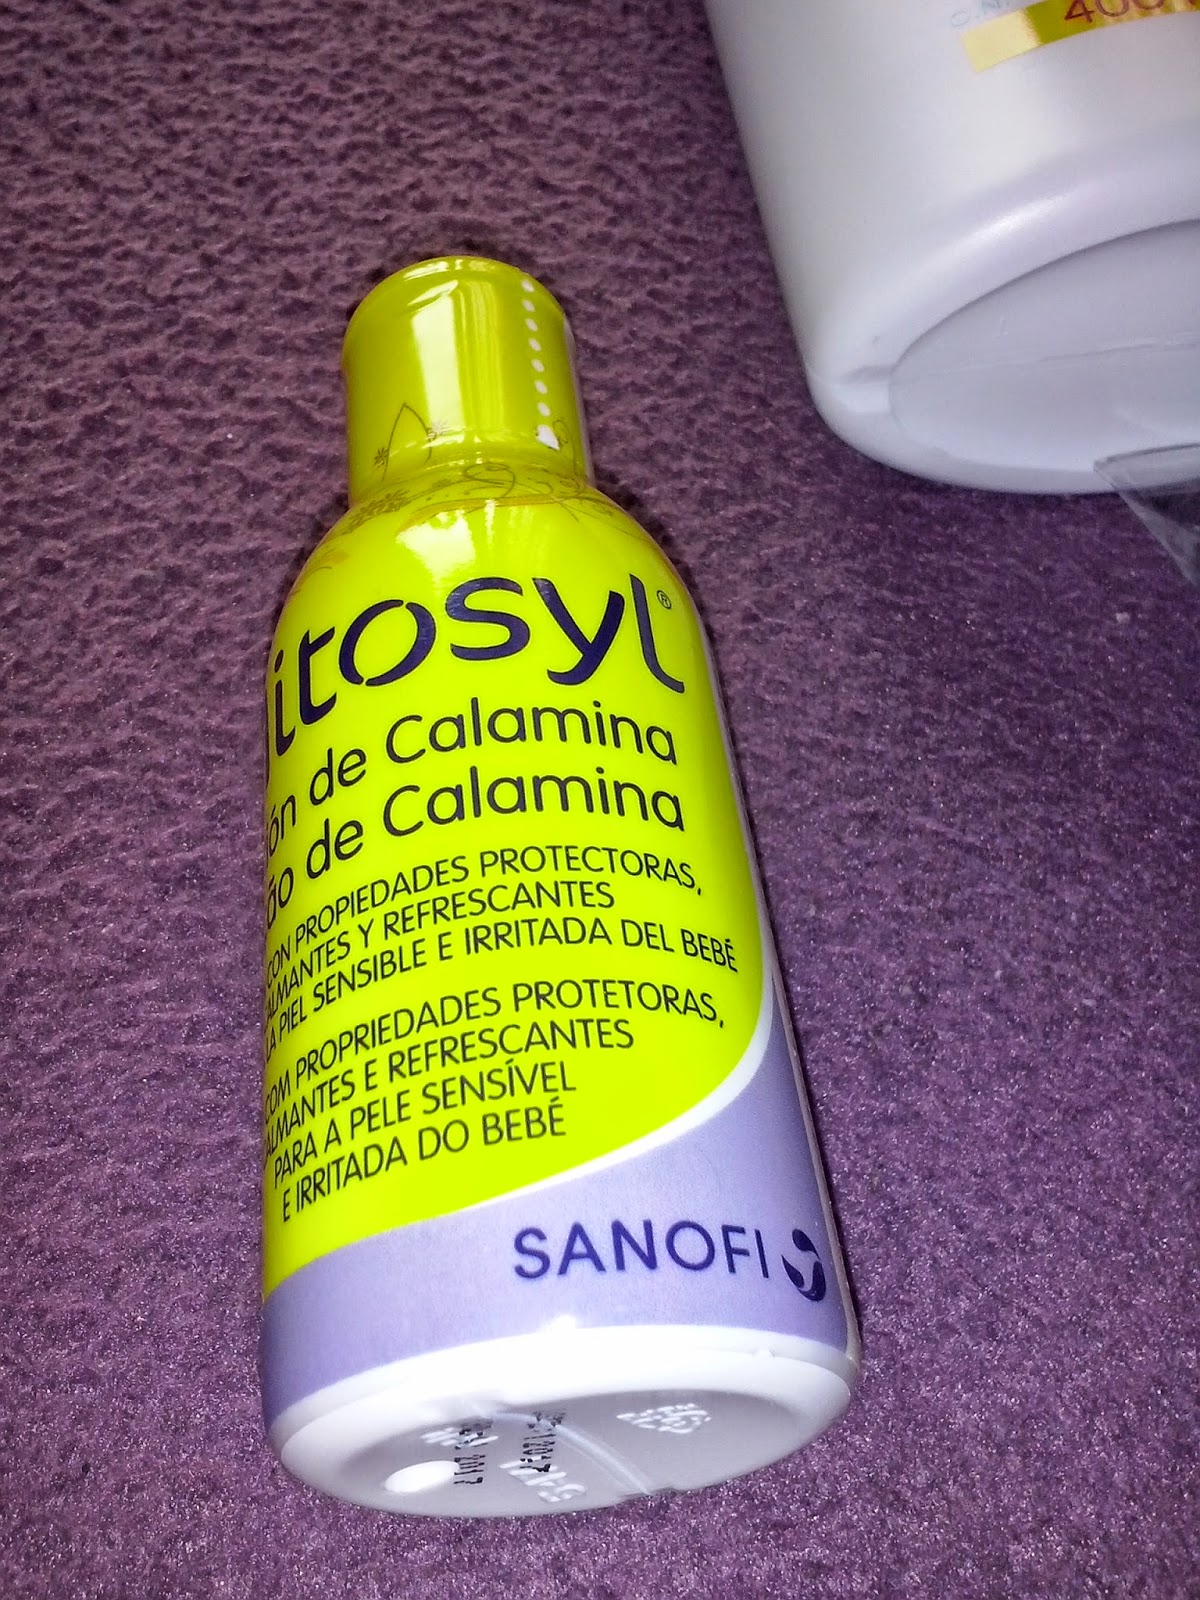 C.N.
400
itosyl®
ón de Calamina
ão de Calamina
CON PROPIEDADES PROTECTORAS,
ALMANTES Y REFRESCANTES
LA PIEL SENSIBLE E IRRITADA DEL BEBÉ
COM PROPRIEDADES PROTETORAS,
ALMANTES E REFRESCANTES
PARA A PELE SENSÍVEL
E IRRITADA DO BEBÉ
SANOFI